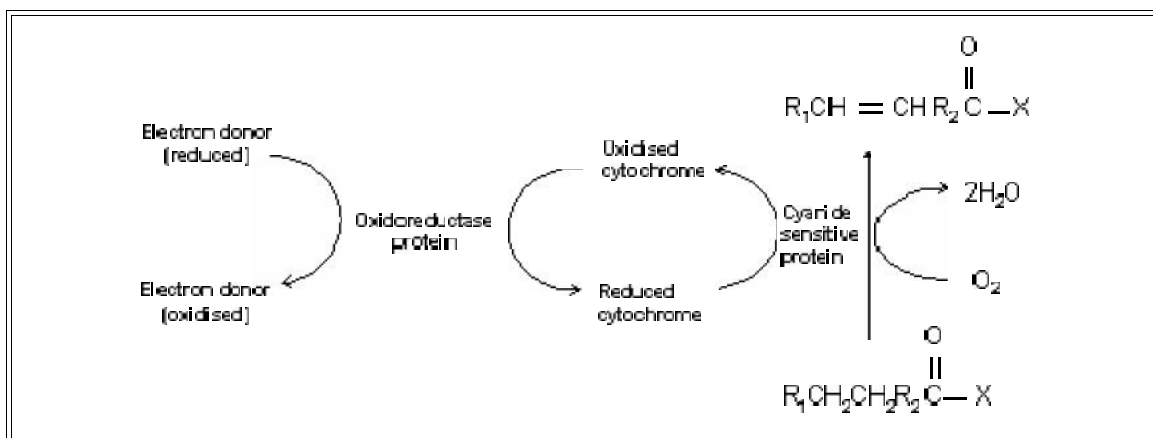 O
R₁CH = CHR₂C – X
Electron donor
(reduced)
Oxidised
cytochrome
2H₂O
Oxidoreductase
protein
Cyanide
sensitive
protein
Electron donor
(oxidised)
Reduced
cytochrome
O₂
O
R₁CH₂CH₂R₂C – X